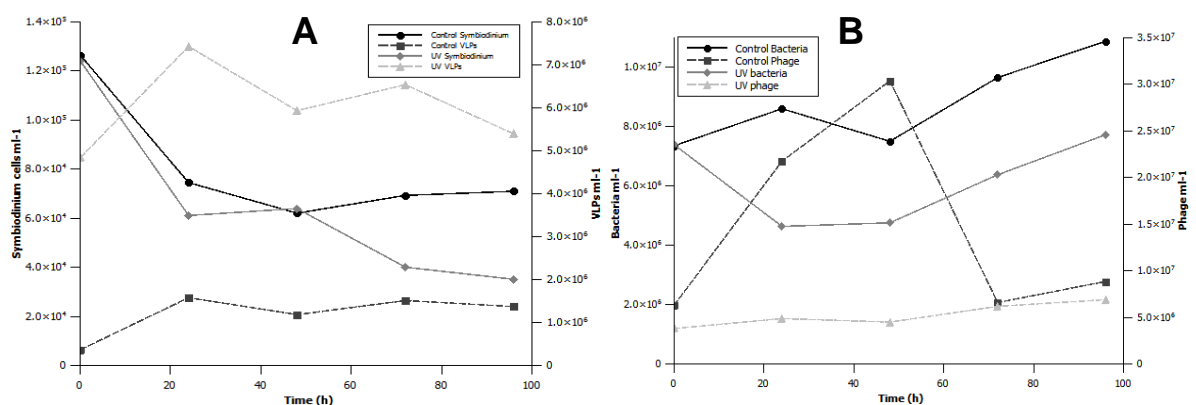 A
1.4×10⁵
1.2×10⁵
1.0×10⁵
8.0×10⁴
6.0×10⁴
4.0×10⁴
2.0×10⁴
0
Symbiodinium cells ml-1
Control Symbiodinium
Control VLPs
UV Symbiodinium
UV VLPs
8.0×10⁶
7.0×10⁶
6.0×10⁶
5.0×10⁶
4.0×10⁶
3.0×10⁶
2.0×10⁶
1.0×10⁶
0
VLPs ml-1
0 20 40 60 80 100
Time (h)
B
1.0×10⁷
8.0×10⁶
6.0×10⁶
4.0×10⁶
2.0×10⁶
0
Bacteria ml-1
Control Bacteria
Control Phage
UV bacteria
UV phage
3.5×10⁷
3.0×10⁷
2.5×10⁷
2.0×10⁷
1.5×10⁷
1.0×10⁷
5.0×10⁶
0
Phage ml-1
0 20 40 60 80 100
Time (h)